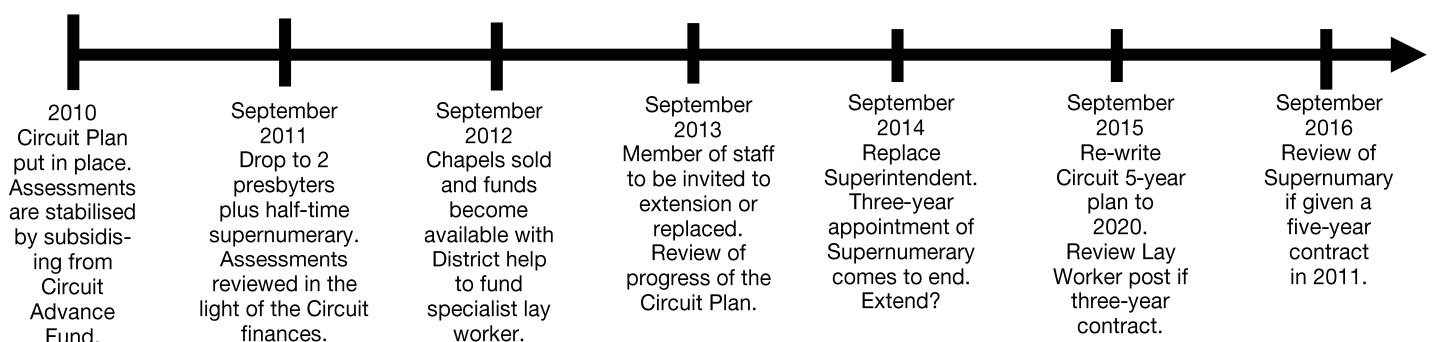 2010
Circuit Plan
put in place.
Assessments
are stabilised
by subsidis-
ing from
Circuit
Advance
Fund.
September
2011
Drop to 2
presbyters
plus half-time
supernumerary.
Assessments
reviewed in the
light of the Circuit
finances.
September
2012
Chapels sold
and funds
become
available with
District help
to fund
specialist lay
worker.
September
2013
Member of staff
to be invited to
extension or
replaced.
Review of
progress of the
Circuit Plan.
September
2014
Replace
Superintendent.
Three-year
appointment of
Supernumerary
comes to end.
Extend?
September
2015
Re-write
Circuit 5-year
plan to
2020.
Review Lay
Worker post if
three-year
contract.
September
2016
Review of
Supernumary
if given a
five-year
contract
in 2011.